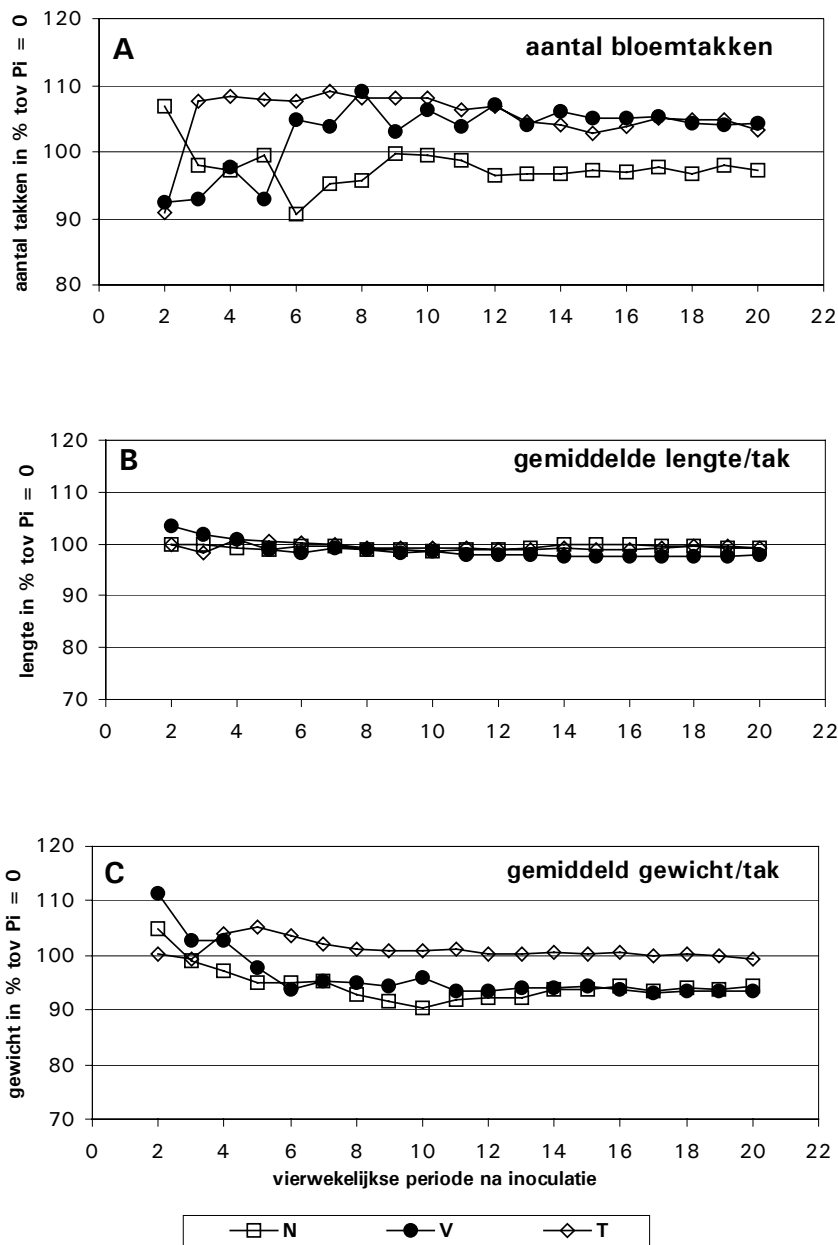 A
aantal bloemtakken
aantal takken in % tov Pi = 0
120
110
100
90
80
0 2 4 6 8 10 12 14 16 18 20 22
B
gemiddelde lengte/tak
lengte in % tov Pi = 0
120
110
100
90
80
70
0 2 4 6 8 10 12 14 16 18 20 22
C
gemiddeld gewicht/tak
gewicht in % tov Pi = 0
120
110
100
90
80
70
0 2 4 6 8 10 12 14 16 18 20 22
vierwekelijkse periode na inoculatie
N V T